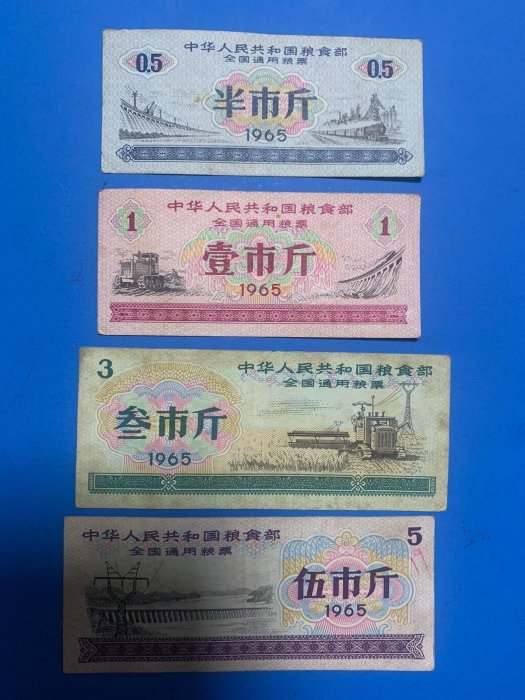 中华人民共和国粮食部
全国通用粮票
0.5 0.5
半市斤
1965
中华人民共和国粮食部
全国通用粮票
1 1
壹市斤
1965
3 中华人民共和国粮食部
全国通用粮票
叁市斤
1965
中华人民共和国粮食部 5
全国通用粮票
伍市斤
1965